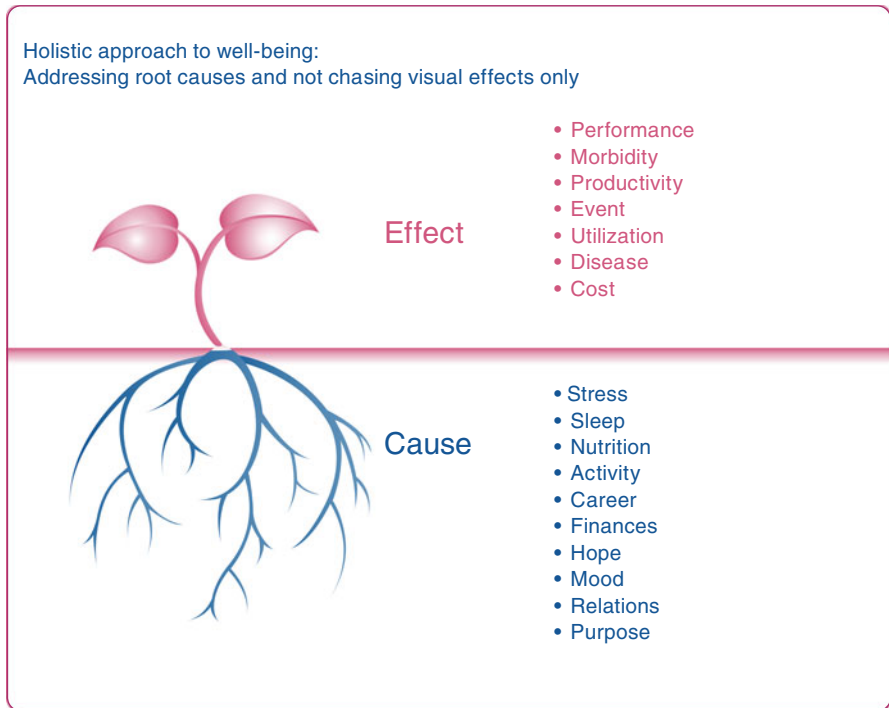 Holistic approach to well-being:
Addressing root causes and not chasing visual effects only
Effect
• Performance
• Morbidity
• Productivity
• Event
• Utilization
• Disease
• Cost
Cause
• Stress
• Sleep
• Nutrition
• Activity
• Career
• Finances
• Hope
• Mood
• Relations
• Purpose